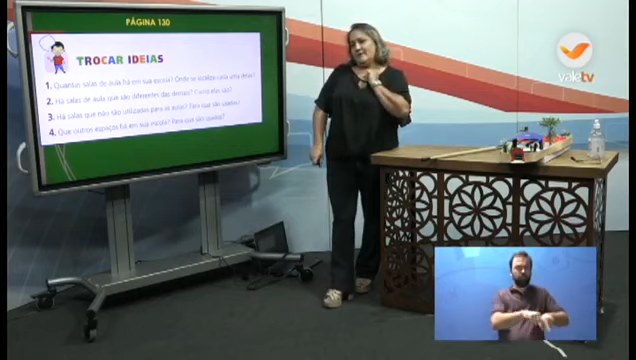 PÁGINA 130
TROCAR IDEIAS
1. Quantas salas de aula há em sua escola? Onde se localiza cada uma delas?
2. Há salas de aula que são diferentes das demais? Como elas são?
3. Há salas que não são utilizadas para as aulas? Para que são usadas?
4. Que outros espaços há em sua escola? Para que são usados?
valetv